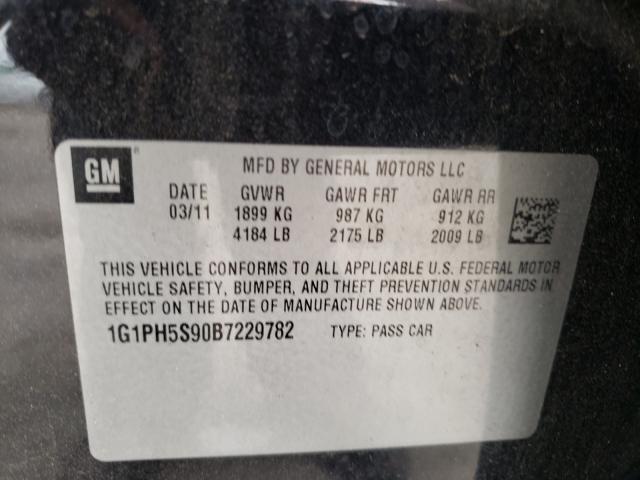 GM
MFD BY GENERAL MOTORS LLC
DATE GVWR GAWR FRT GAWR RR
03/11 1899 KG 987 KG 912 KG
4184 LB 2175 LB 2009 LB
THIS VEHICLE CONFORMS TO ALL APPLICABLE U.S. FEDERAL MOTOR
VEHICLE SAFETY, BUMPER, AND THEFT PREVENTION STANDARDS IN
EFFECT ON THE DATE OF MANUFACTURE SHOWN ABOVE.
1G1PH5S90B7229782 TYPE: PASS CAR